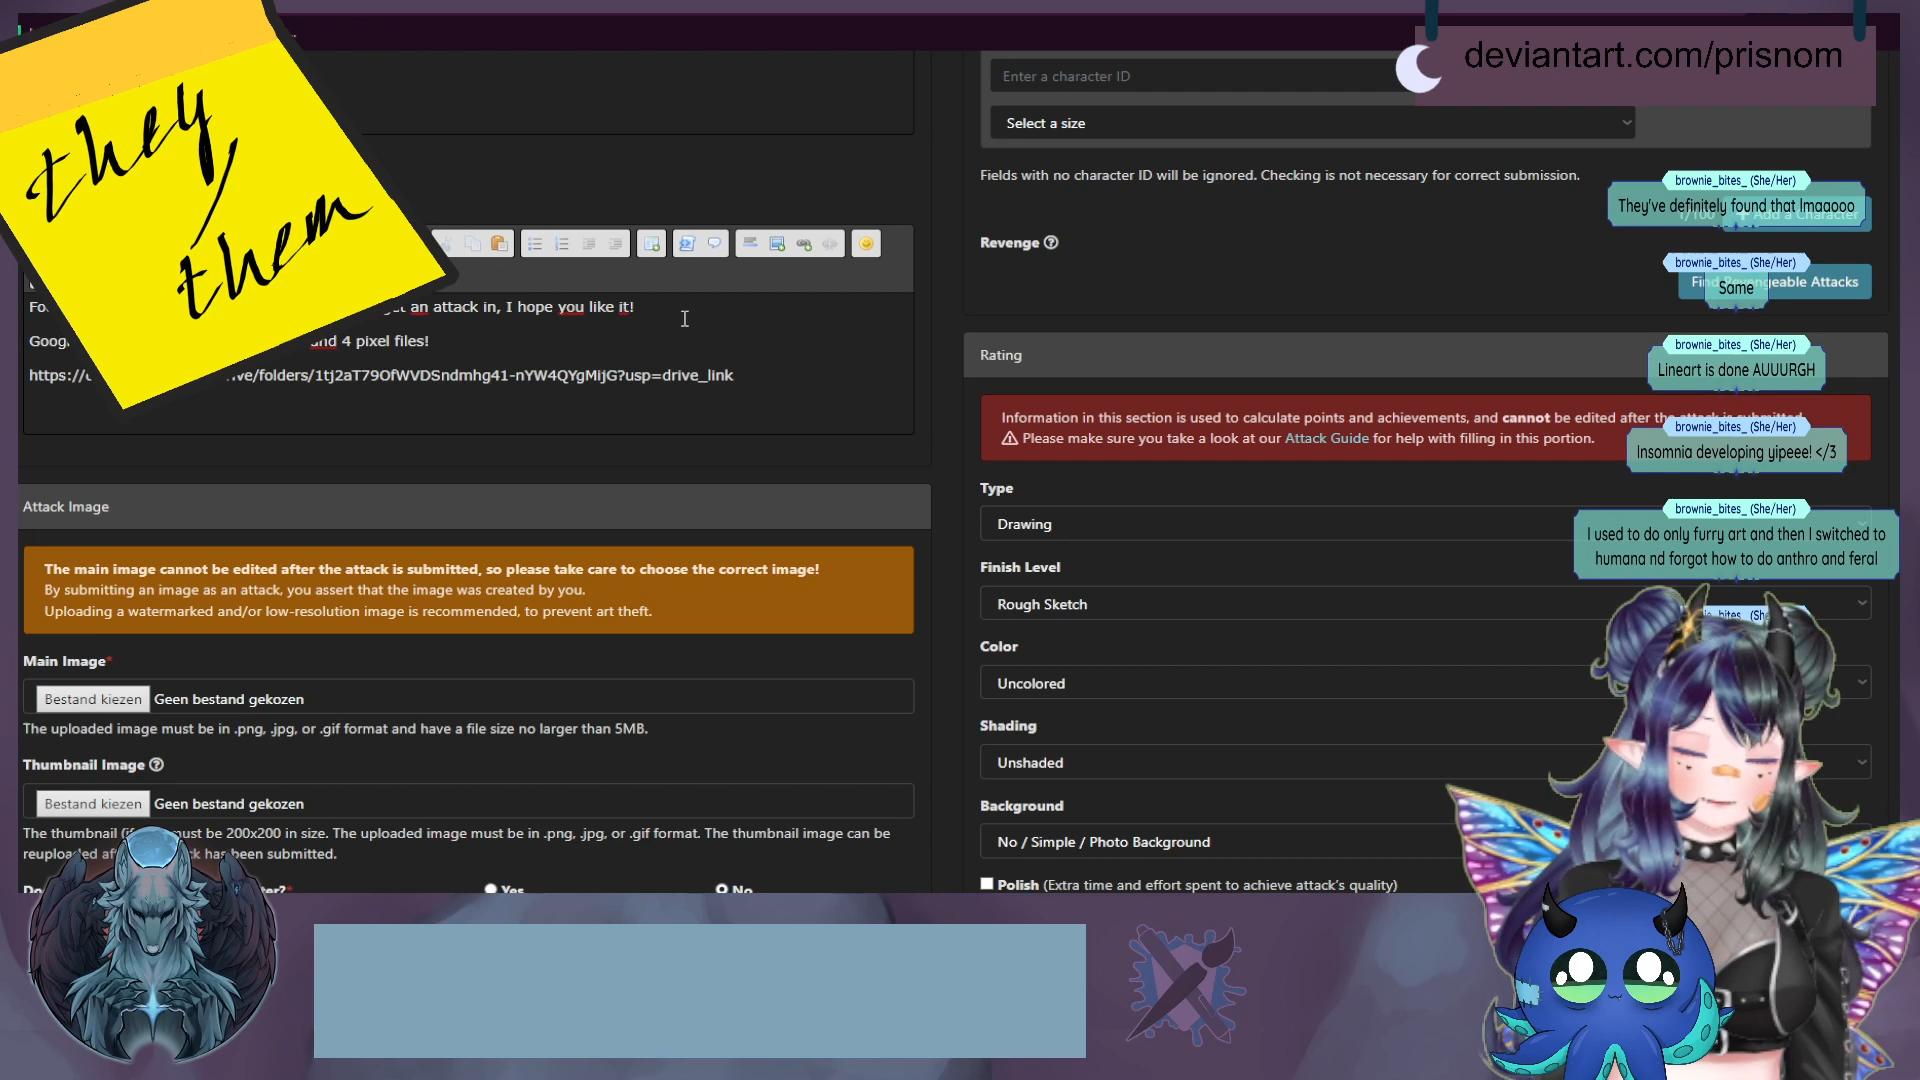 they
/
them
deviantart.com/prisnom
Enter a character ID
Select a size
Fields with no character ID will be ignored. Checking is not necessary for correct submission.
Add a Character
Revenge
Find Revengeable Attacks
an attack in, I hope you like it!
and 4 pixel files!
https://
/folders/1tj2aT79OfWVDSndmhg41-nYW4QYgMijG?usp=drive_link
Attack Image
The main image cannot be edited after the attack is submitted, so please take care to choose the correct image!
By submitting an image as an attack, you assert that the image was created by you.
Uploading a watermarked and/or low-resolution image is recommended, to prevent art theft.
Main Image*
Bestand kiezen Geen bestand gekozen
The uploaded image must be in .png, .jpg, or .gif format and have a file size no larger than 5MB.
Thumbnail Image
Bestand kiezen Geen bestand gekozen
The thumbnail must be 200x200 in size. The uploaded image must be in .png, .jpg, or .gif format. The thumbnail image can be
reuploaded has been submitted.
Yes
No
Rating
Information in this section is used to calculate points and achievements, and cannot be edited after the attack is submitted.
Please make sure you take a look at our Attack Guide for help with filling in this portion.
Type
Drawing
Finish Level
Rough Sketch
Color
Uncolored
Shading
Unshaded
Background
No / Simple / Photo Background
Polish (Extra time and effort spent to achieve attack's quality)
brownie_bites_ (She/Her)
They've definitely found that lmaaooo
brownie_bites_ (She/Her)
Same
brownie_bites_ (She/Her)
Lineart is done AUUURGH
brownie_bites_ (She/Her)
Insomnia developing yipeee! </3
brownie_bites_ (She/Her)
I used to do only furry art and then I switched to
humana nd forgot how to do anthro and feral